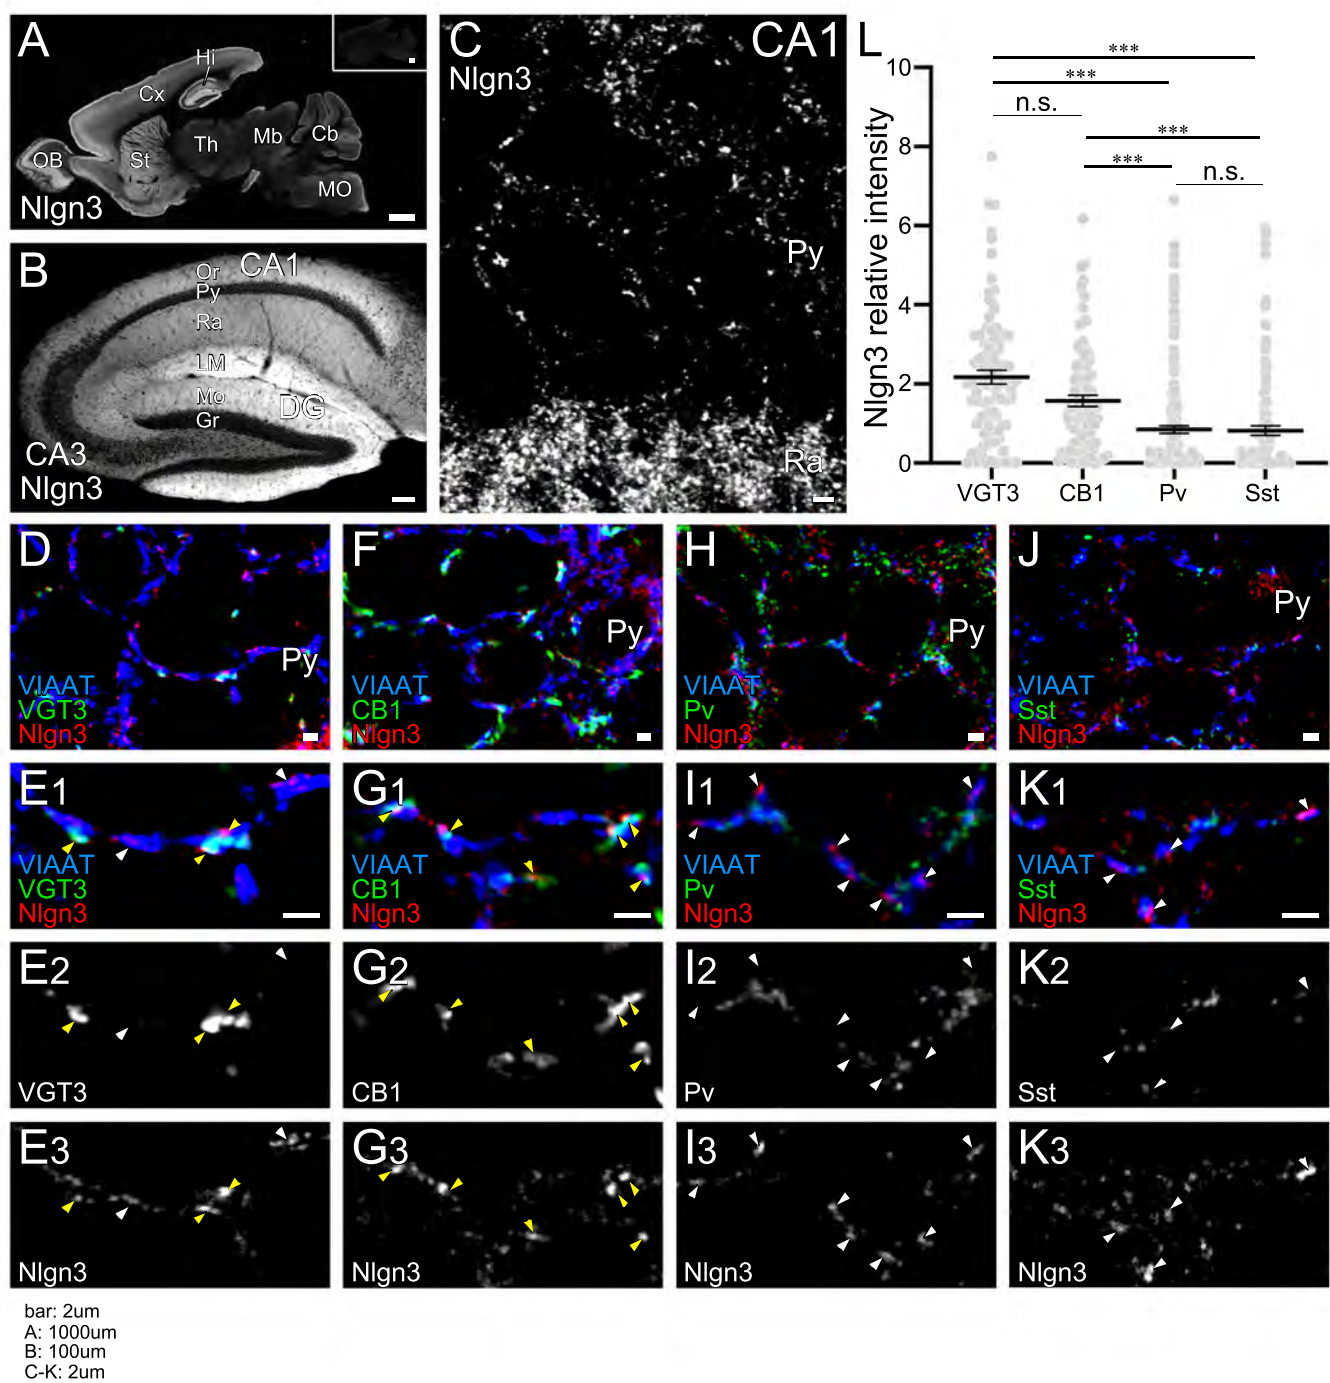 A
Hi
Cx
OB
St
Th
Mb
Cb
MO
Nlgn3
B
Or
CA1
Py
Ra
LM
Mo
DG
Gr
CA3
Nlgn3
C
CA1
Nlgn3
Py
Ra
L
***
***
n.s.
***
***
n.s.
Nlgn3 relative intensity
10
8
6
4
2
0
VGT3 CB1 Pv Sst
D
Py
VIAAT
VGT3
Nlgn3
F
Py
VIAAT
CB1
Nlgn3
H
Py
VIAAT
Pv
Nlgn3
J
Py
VIAAT
Sst
Nlgn3
E1
VIAAT
VGT3
Nlgn3
G1
VIAAT
CB1
Nlgn3
I1
VIAAT
Pv
Nlgn3
K1
VIAAT
Sst
Nlgn3
E2
VGT3
G2
CB1
I2
Pv
K2
Sst
E3
Nlgn3
G3
Nlgn3
I3
Nlgn3
K3
Nlgn3
bar: 2um
A: 1000um
B: 100um
C-K: 2um